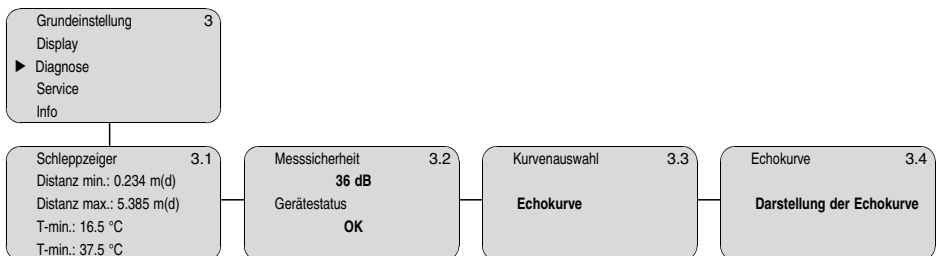 Grundeinstellung 3
Display
▶ Diagnose
Service
Info
Schleppzeiger 3.1
Distanz min.: 0.234 m(d)
Distanz max.: 5.385 m(d)
T-min.: 16.5 °C
T-min.: 37.5 °C
Messsicherheit 3.2
36 dB
Gerätestatus
OK
Kurvenauswahl 3.3
Echokurve
Echokurve 3.4
Darstellung der Echokurve